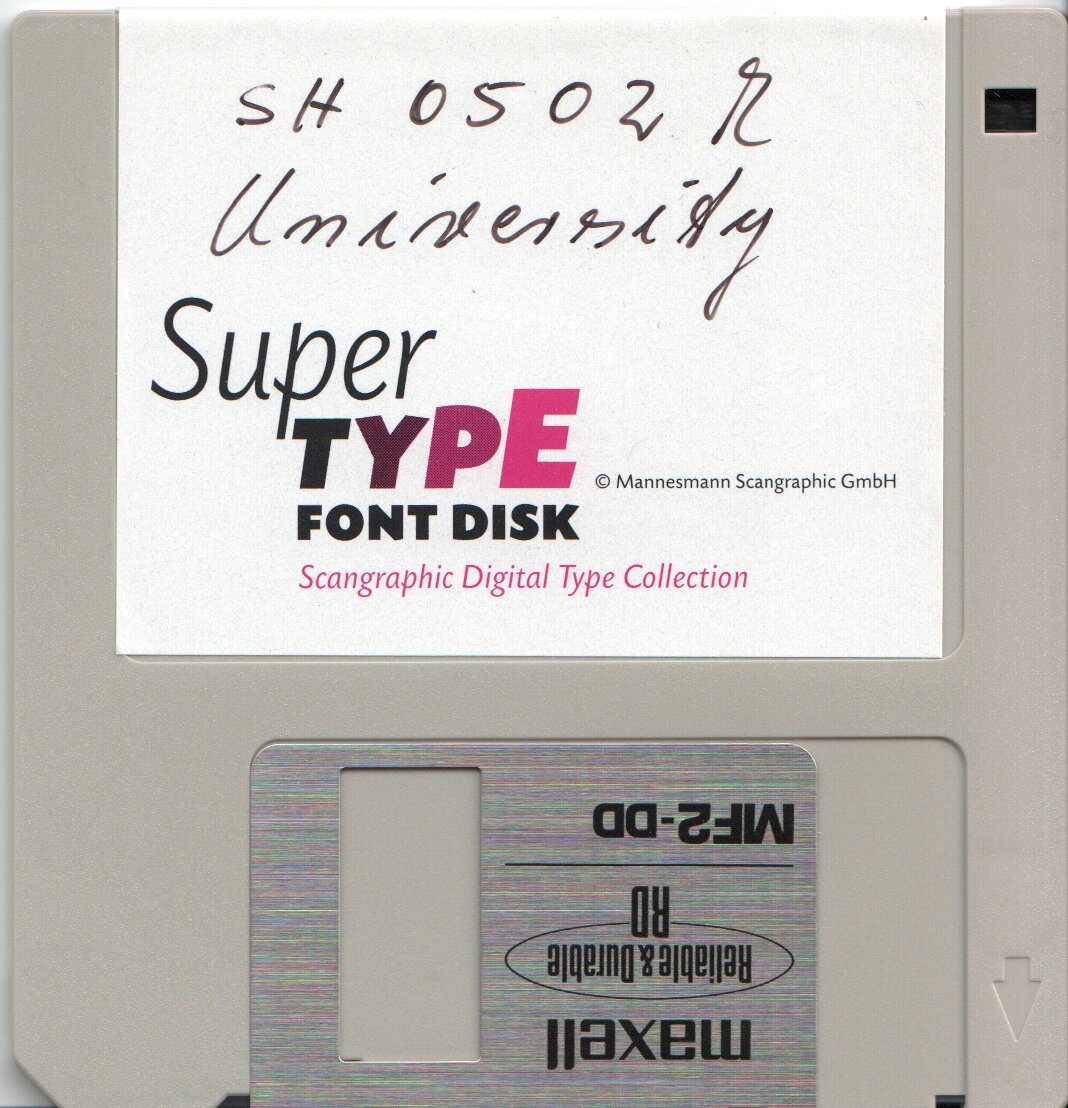 SH 0502 R
University
Super
TYPE
FONT DISK
© Mannesmann Scangraphic GmbH
Scangraphic Digital Type Collection
MF2-DD
RD
Reliable & Durable
maxell